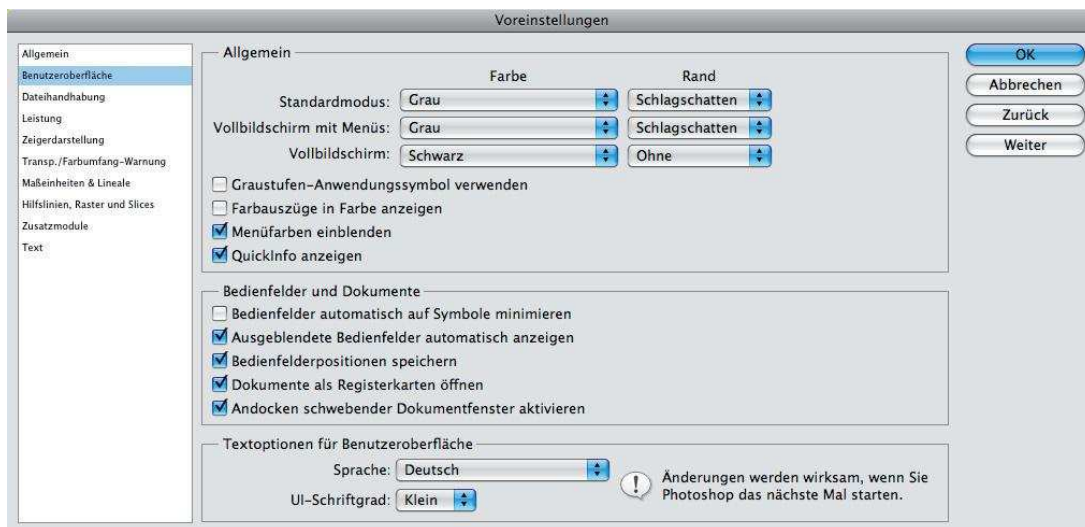 Voreinstellungen
Allgemein
Benutzeroberfläche
Dateihandhabung
Leistung
Zeigerdarstellung
Transp./Farbumfang-Warnung
Maßeinheiten & Lineale
Hilfslinien, Raster und Slices
Zusatzmodule
Text
Allgemein
Farbe Rand
Standardmodus: Grau Schlagschatten
Vollbildschirm mit Menüs: Grau Schlagschatten
Vollbildschirm: Schwarz Ohne
Graustufen-Anwendungssymbol verwenden
Farbauszüge in Farbe anzeigen
Menüfarben einblenden
QuickInfo anzeigen
Bedienfelder und Dokumente
Bedienfelder automatisch auf Symbole minimieren
Ausgeblendete Bedienfelder automatisch anzeigen
Bedienfelderpositionen speichern
Dokumente als Registerkarten öffnen
Andocken schwebender Dokumentfenster aktivieren
Textoptionen für Benutzeroberfläche
Sprache: Deutsch
UI-Schriftgrad: Klein
Änderungen werden wirksam, wenn Sie
Photoshop das nächste Mal starten.
OK
Abbrechen
Zurück
Weiter